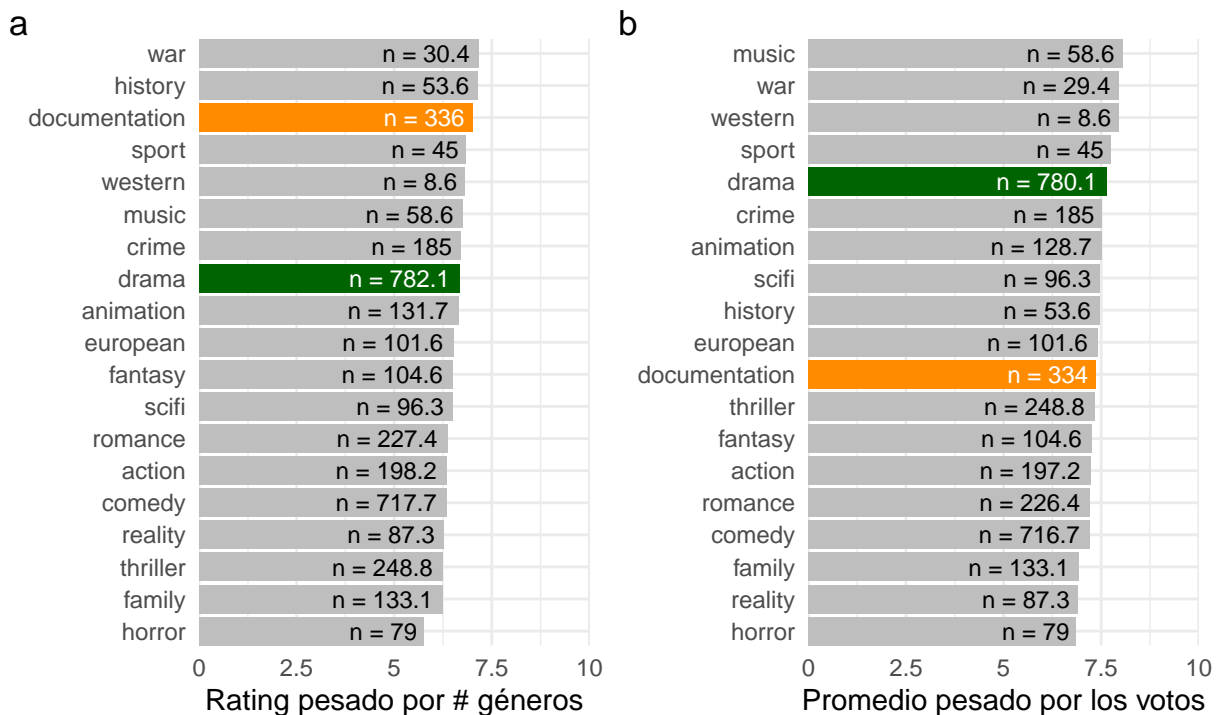 a
war n = 30.4
history n = 53.6
documentation n = 336
sport n = 45
western n = 8.6
music n = 58.6
crime n = 185
drama n = 782.1
animation n = 131.7
european n = 101.6
fantasy n = 104.6
scifi n = 96.3
romance n = 227.4
action n = 198.2
comedy n = 717.7
reality n = 87.3
thriller n = 248.8
family n = 133.1
horror n = 79
0 2.5 5 7.5 10
Rating pesado por # géneros
b
music n = 58.6
war n = 29.4
western n = 8.6
sport n = 45
drama n = 780.1
crime n = 185
animation n = 128.7
scifi n = 96.3
history n = 53.6
european n = 101.6
documentation n = 334
thriller n = 248.8
fantasy n = 104.6
action n = 197.2
romance n = 226.4
comedy n = 716.7
family n = 133.1
reality n = 87.3
horror n = 79
0 2.5 5 7.5 10
Promedio pesado por los votos